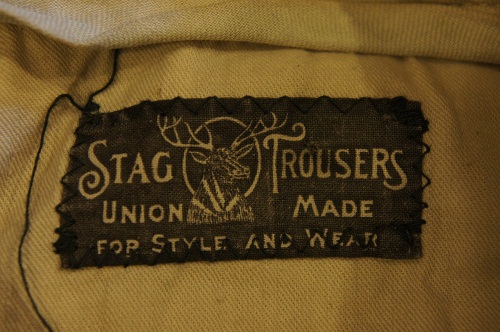 STAG TROUSERS
UNION MADE
FOR STYLE AND WEAR